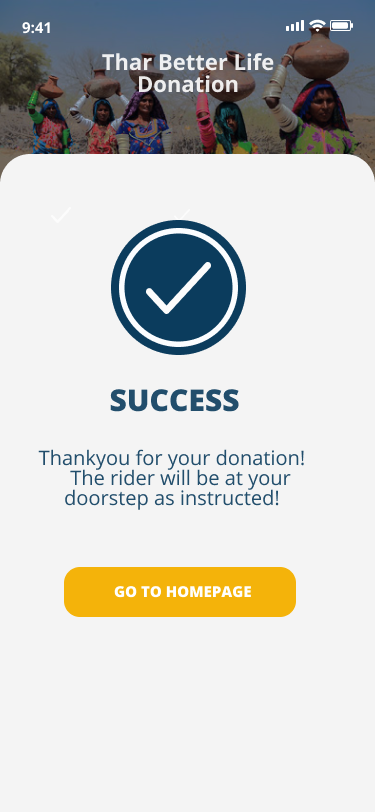 9:41
Thar Better Life
Donation
SUCCESS
Thankyou for your donation!
The rider will be at your
doorstep as instructed!
GO TO HOMEPAGE